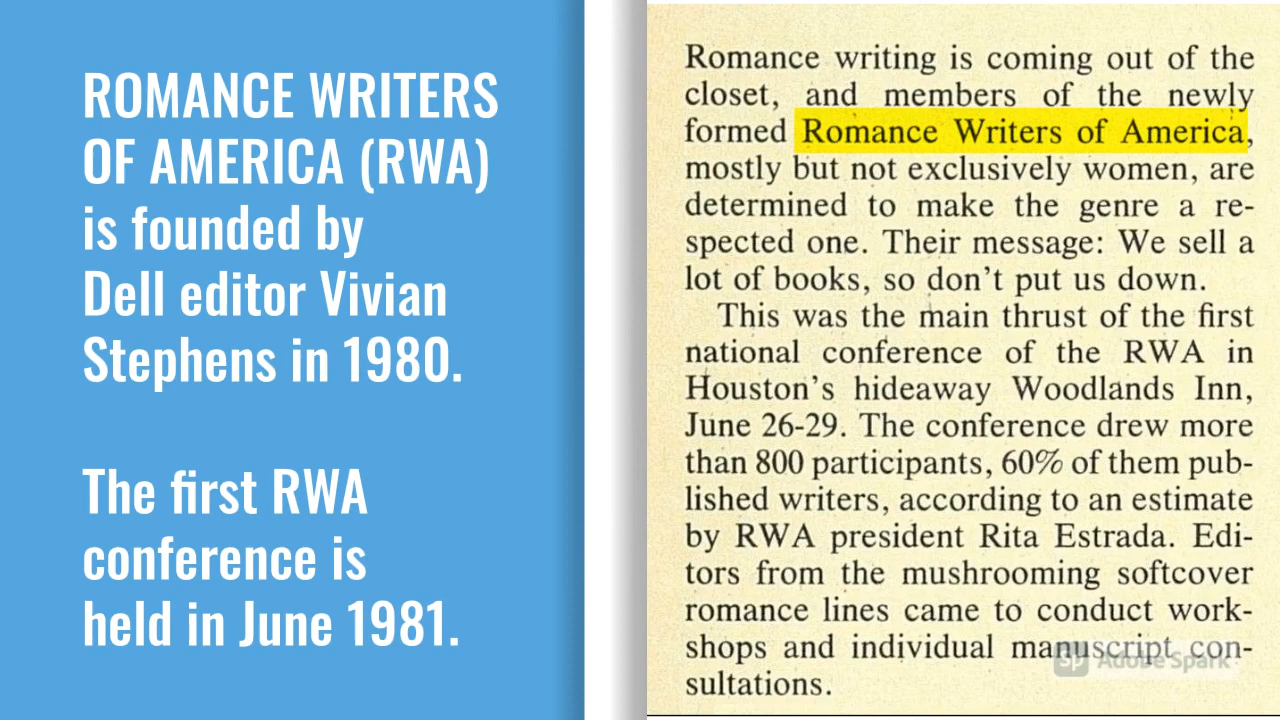 ROMANCE WRITERS
OF AMERICA (RWA)
is founded by
Dell editor Vivian
Stephens in 1980.
The first RWA
conference is
held in June 1981.
Romance writing is coming out of the
closet, and members of the newly
formed Romance Writers of America,
mostly but not exclusively women, are
determined to make the genre a re-
spected one. Their message: We sell a
lot of books, so don't put us down.
This was the main thrust of the first
national conference of the RWA in
Houston's hideaway Woodlands Inn,
June 26-29. The conference drew more
than 800 participants, 60% of them pub-
lished writers, according to an estimate
by RWA president Rita Estrada. Edi-
tors from the mushrooming softcover
romance lines came to conduct work-
shops and individual manuscript con-
sultations.
Sp Adobe Spark